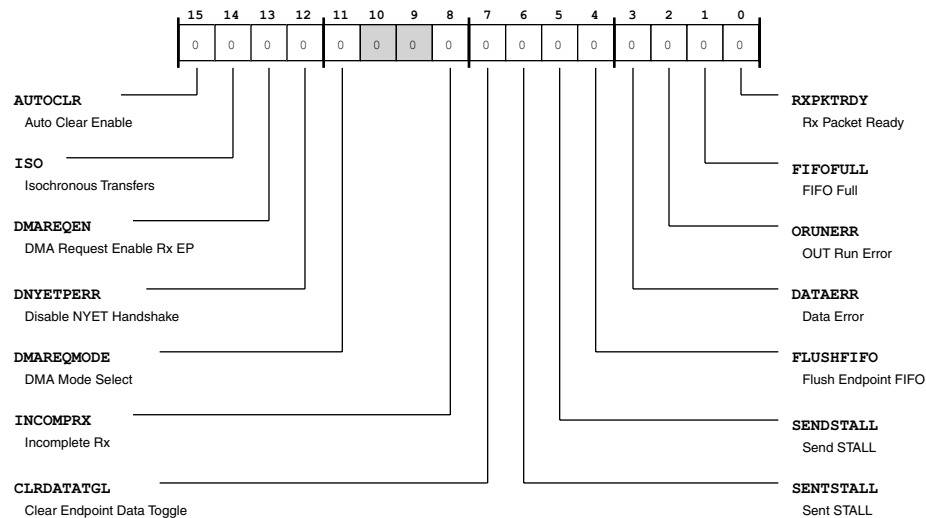 15 14 13 12 11 10 9 8 7 6 5 4 3 2 1 0
0 0 0 0 0 0 0 0 0 0 0 0 0 0 0 0
AUTOCLR
Auto Clear Enable
ISO
Isochronous Transfers
DMAREQEN
DMA Request Enable Rx EP
DNYETPERR
Disable NYET Handshake
DMAREQMODE
DMA Mode Select
INCOMPRX
Incomplete Rx
CLRDATATGL
Clear Endpoint Data Toggle
RXPKTRDY
Rx Packet Ready
FIFOFULL
FIFO Full
ORUNERR
OUT Run Error
DATAERR
Data Error
FLUSHFIFO
Flush Endpoint FIFO
SENDSTALL
Send STALL
SENTSTALL
Sent STALL